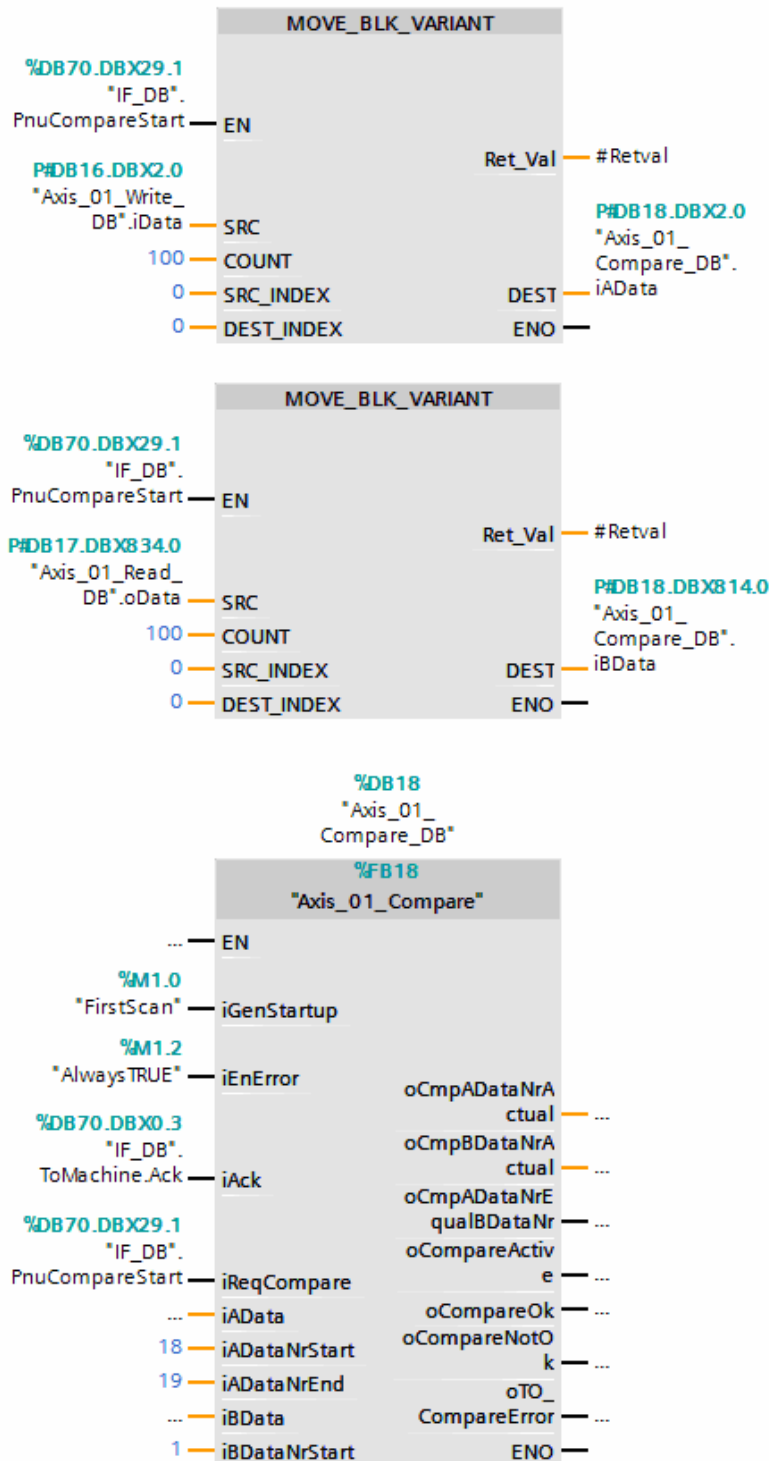 MOVE_BLK_VARIANT
%DB70.DBX29.1
"IF_DB".
PnuCompareStart
EN
Ret_Val
#Retval
P#DB16.DBX2.0
"Axis_01_Write_
DB".iData
SRC
P#DB18.DBX2.0
"Axis_01_
Compare_DB".
iAData
100
COUNT
0
SRC_INDEX
DEST
0
DEST_INDEX
ENO
MOVE_BLK_VARIANT
%DB70.DBX29.1
"IF_DB".
PnuCompareStart
EN
Ret_Val
#Retval
P#DB17.DBX834.0
"Axis_01_Read_
DB".oData
SRC
P#DB18.DBX814.0
"Axis_01_
Compare_DB".
iBData
100
COUNT
0
SRC_INDEX
DEST
0
DEST_INDEX
ENO
%DB18
"Axis_01_
Compare_DB"
%FB18
"Axis_01_Compare"
...
EN
%M1.0
"FirstScan"
iGenStartup
%M1.2
"AlwaysTRUE"
iEnError
%DB70.DBX0.3
"IF_DB".
ToMachine.Ack
iAck
%DB70.DBX29.1
"IF_DB".
PnuCompareStart
iReqCompare
...
iAData
18
iADataNrStart
19
iADataNrEnd
...
iBData
1
iBDataNrStart
oCmpADataNrA
ctual
...
oCmpBDataNrA
ctual
...
oCmpADataNrE
qualBDataNr
...
oCompareActiv
e
...
oCompareOk
...
oCompareNotO
k
...
oTO_
CompareError
...
ENO